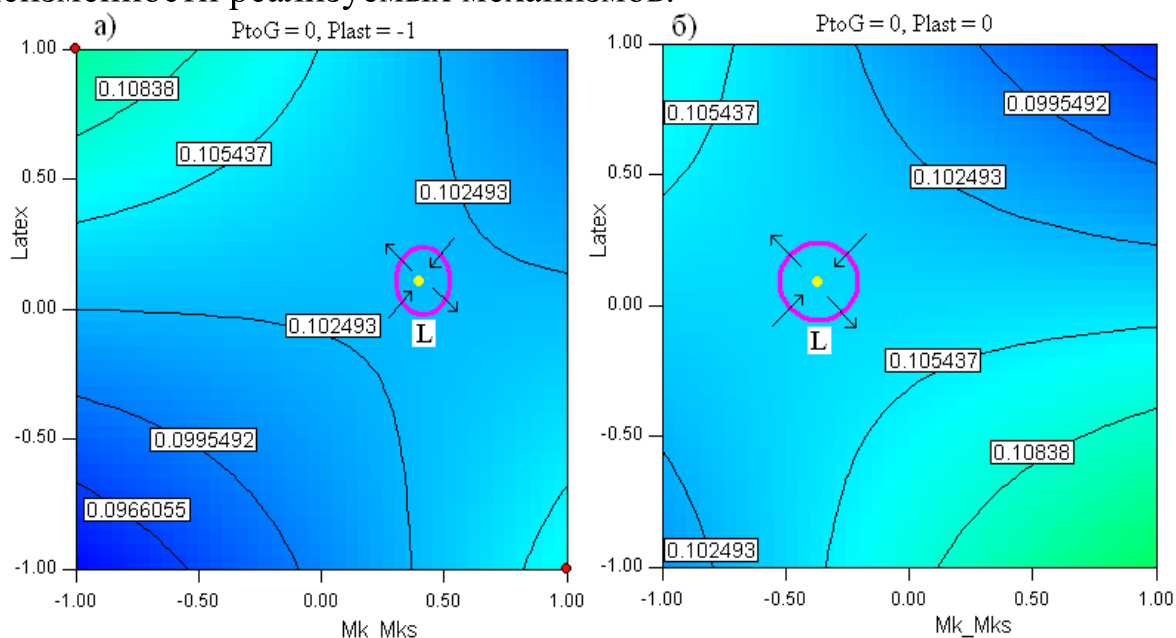 неизменности реализуемых механизмов.
а)
PtoG = 0, Plast = -1
1.00
0.50
0.00
-0.50
-1.00
Latex
0.10838
0.105437
0.102493
0.102493
0.0995492
0.0966055
L
-1.00 -0.50 0.00 0.50 1.00
Mk_Mks
б)
PtoG = 0, Plast = 0
1.00
0.50
0.00
-0.50
-1.00
Latex
0.105437
0.0995492
0.102493
0.105437
0.10838
0.102493
L
-1.00 -0.50 0.00 0.50 1.00
Mk_Mks